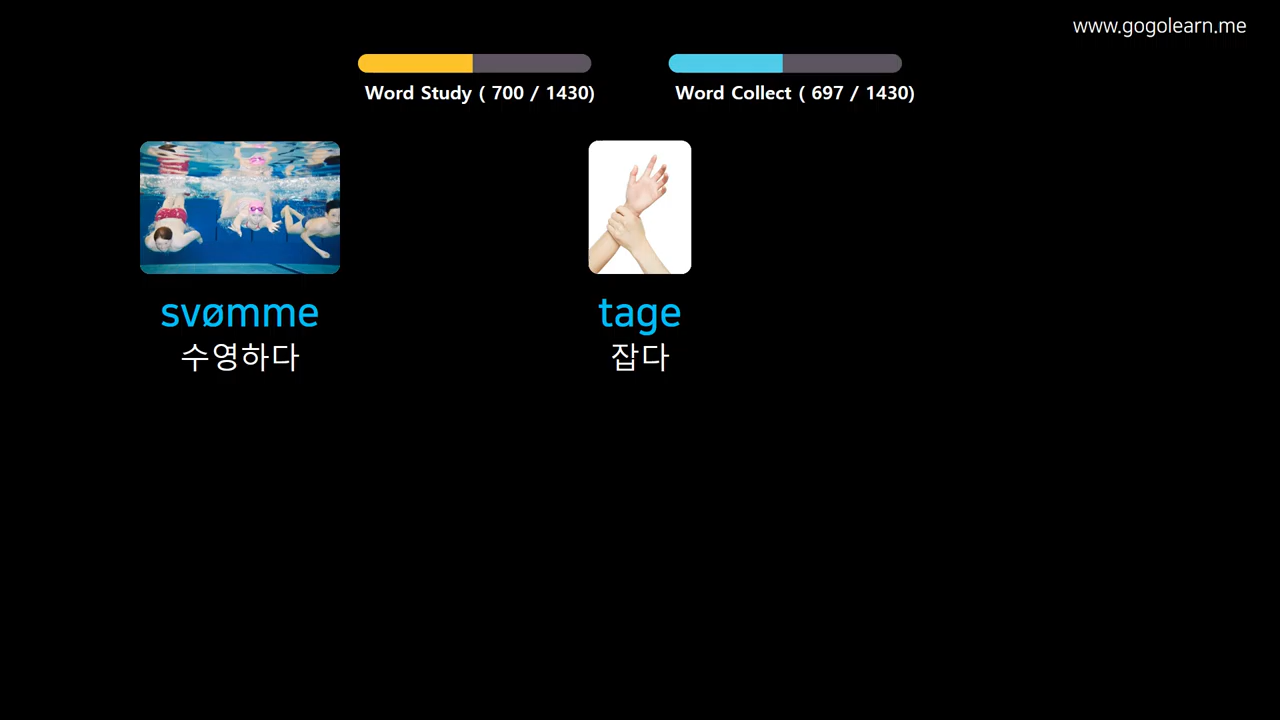 www.gogolearn.me
Word Study ( 700 / 1430)
Word Collect ( 697 / 1430)
svømme
수영하다
tage
잡다